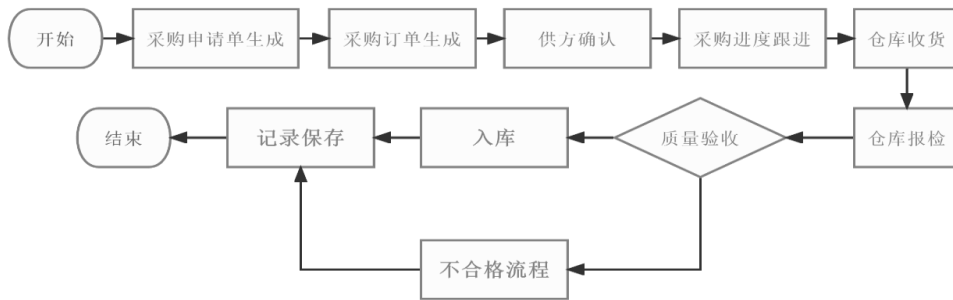 开始
采购申请单生成
采购订单生成
供方确认
采购进度跟进
仓库收货
仓库报检
质量验收
入库
记录保存
结束
不合格流程